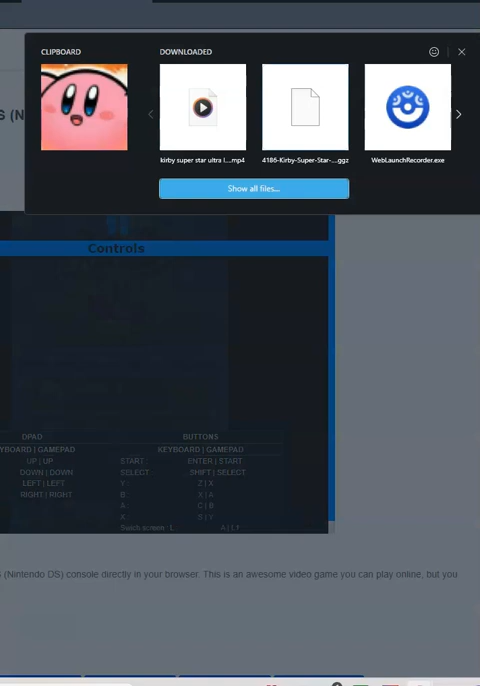 CLIPBOARD
DOWNLOADED
kirby super star ultra l....mp4
4186-Kirby-Super-Star-....ggz
WebLaunchRecorder.exe
Show all files...
S (N
Controls
DPAD
BUTTONS
YBOARD | GAMEPAD
KEYBOARD | GAMEPAD
UP | UP
START :
ENTER | START
DOWN | DOWN
SELECT :
SHIFT | SELECT
LEFT | LEFT
Y :
Z | X
RIGHT | RIGHT
B :
X | A
A :
C | B
X :
S | Y
Swich screen : L :
S (Nintendo DS) console directly in your browser. This is an awesome video game you can play online, but you